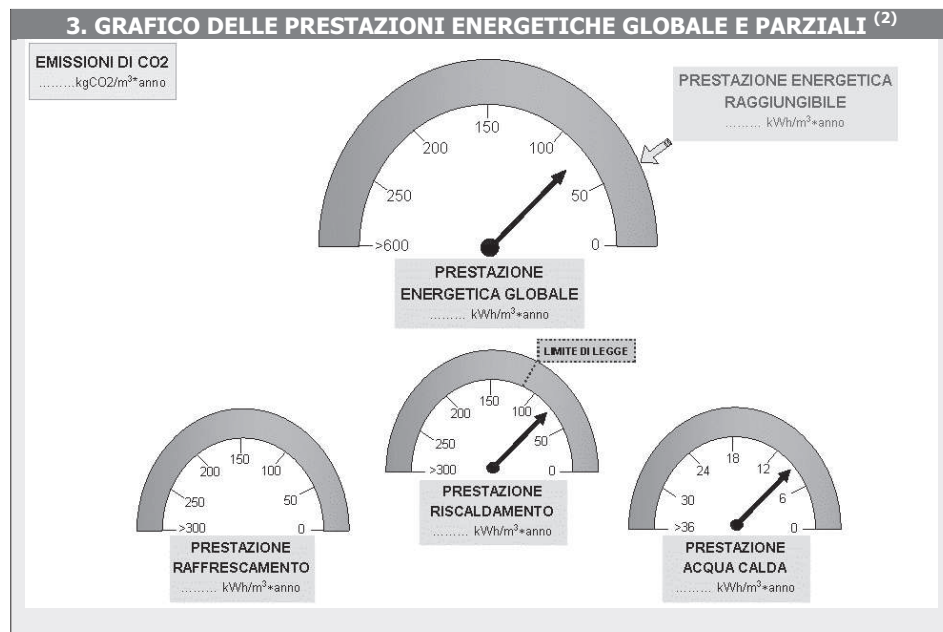 3. GRAFICO DELLE PRESTAZIONI ENERGETICHE GLOBALE E PARZIALI (2)
EMISSIONI DI CO2
.........kgCO2/m³*anno
PRESTAZIONE ENERGETICA
RAGGIUNGIBILE
......... kWh/m³*anno
150
200
100
250
50
>600
0
PRESTAZIONE
ENERGETICA GLOBALE
......... kWh/m³*anno
LIMITE DI LEGGE
150
200
100
250
50
>300
0
PRESTAZIONE
RISCALDAMENTO
......... kWh/m³*anno
150
200
100
250
50
>300
0
PRESTAZIONE
RAFFRESCAMENTO
......... kWh/m³*anno
18
24
12
30
6
>36
0
PRESTAZIONE
ACQUA CALDA
......... kWh/m³*anno